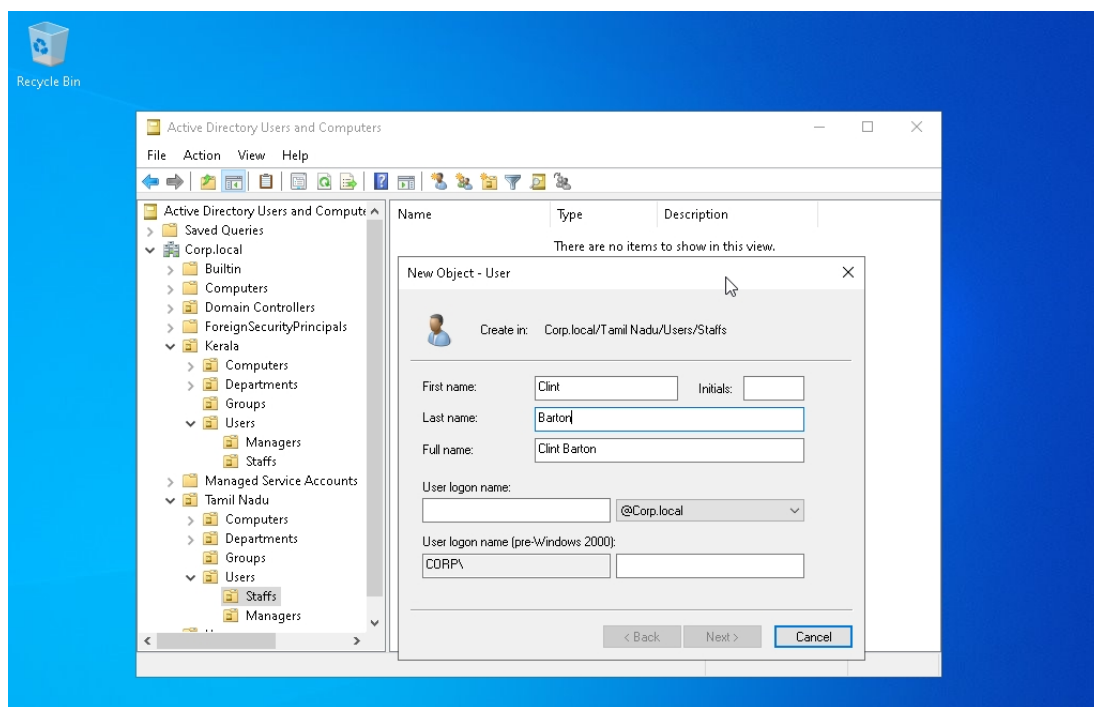 Recycle Bin
Active Directory Users and Computers
File Action View Help
Active Directory Users and Compute
Name Type Description
Saved Queries
There are no items to show in this view.
Corp.local
Builtin
Computers
Domain Controllers
ForeignSecurityPrincipals
Kerala
Computers
Departments
Groups
Users
Managers
Staffs
Managed Service Accounts
Tamil Nadu
Computers
Departments
Groups
Users
Staffs
Managers
New Object - User
Create in: Corp.local/Tamil Nadu/Users/Staffs
First name: Clint Initials:
Last name: Barton
Full name: Clint Barton
User logon name:
@Corp.local
User logon name (pre-Windows 2000):
CORP\
< Back Next > Cancel